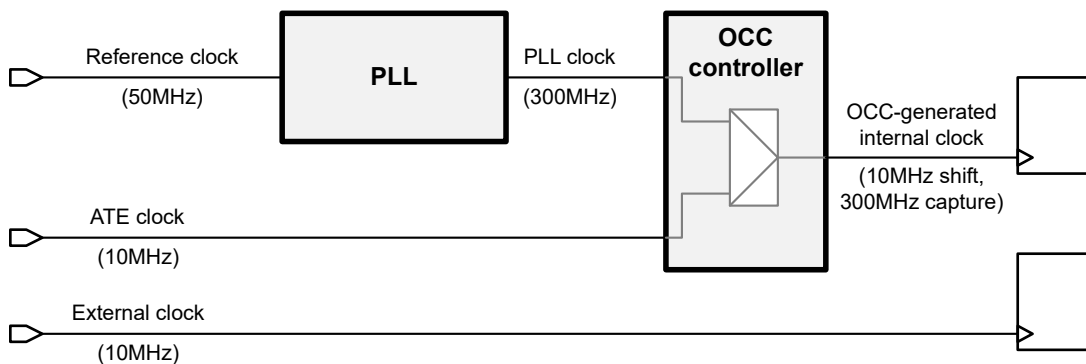 Reference clock
(50MHz)
PLL
PLL clock
(300MHz)
OCC
controller
OCC-generated
internal clock
(10MHz shift,
300MHz capture)
ATE clock
(10MHz)
External clock
(10MHz)